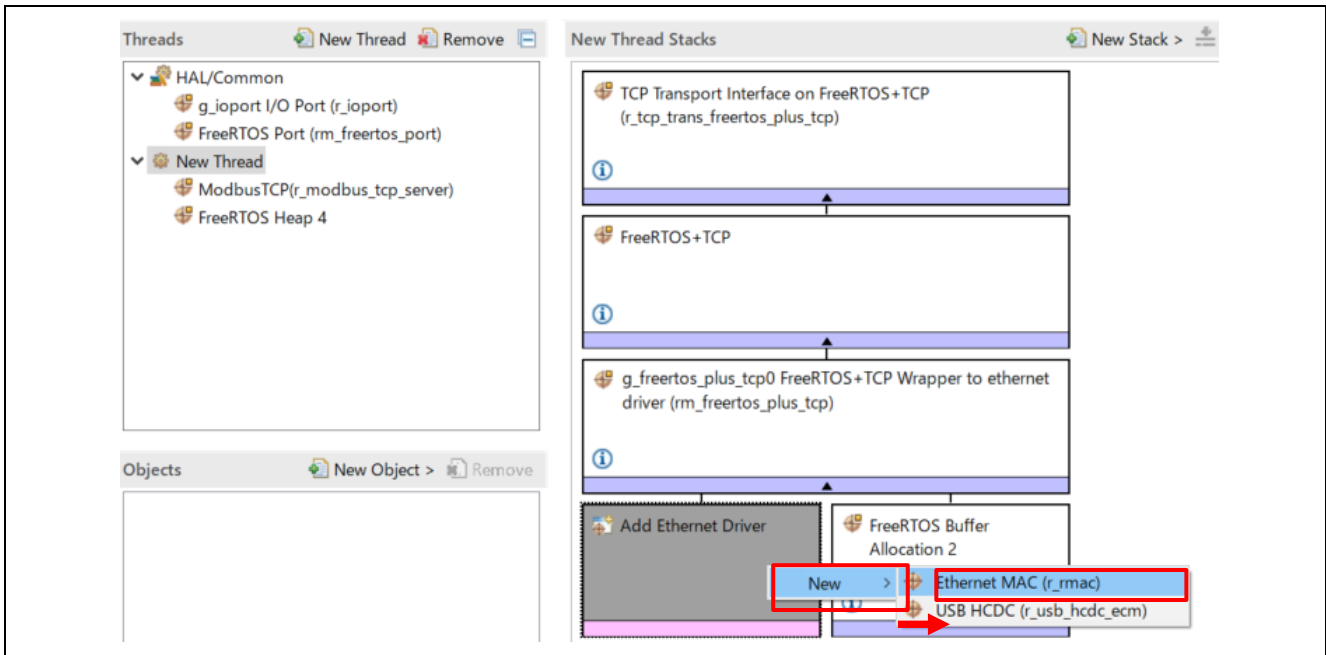 Threads
New Thread
Remove
HAL/Common
g_ioport I/O Port (r_ioport)
FreeRTOS Port (rm_freertos_port)
New Thread
ModbusTCP(r_modbus_tcp_server)
FreeRTOS Heap 4
Objects
New Object >
Remove
New Thread Stacks
New Stack >
TCP Transport Interface on FreeRTOS+TCP
(r_tcp_trans_freertos_plus_tcp)
FreeRTOS+TCP
g_freertos_plus_tcp0 FreeRTOS+TCP Wrapper to ethernet
driver (rm_freertos_plus_tcp)
Add Ethernet Driver
FreeRTOS Buffer
Allocation 2
New >
Ethernet MAC (r_rmac)
USB HCDC (r_usb_hcdc_ecm)